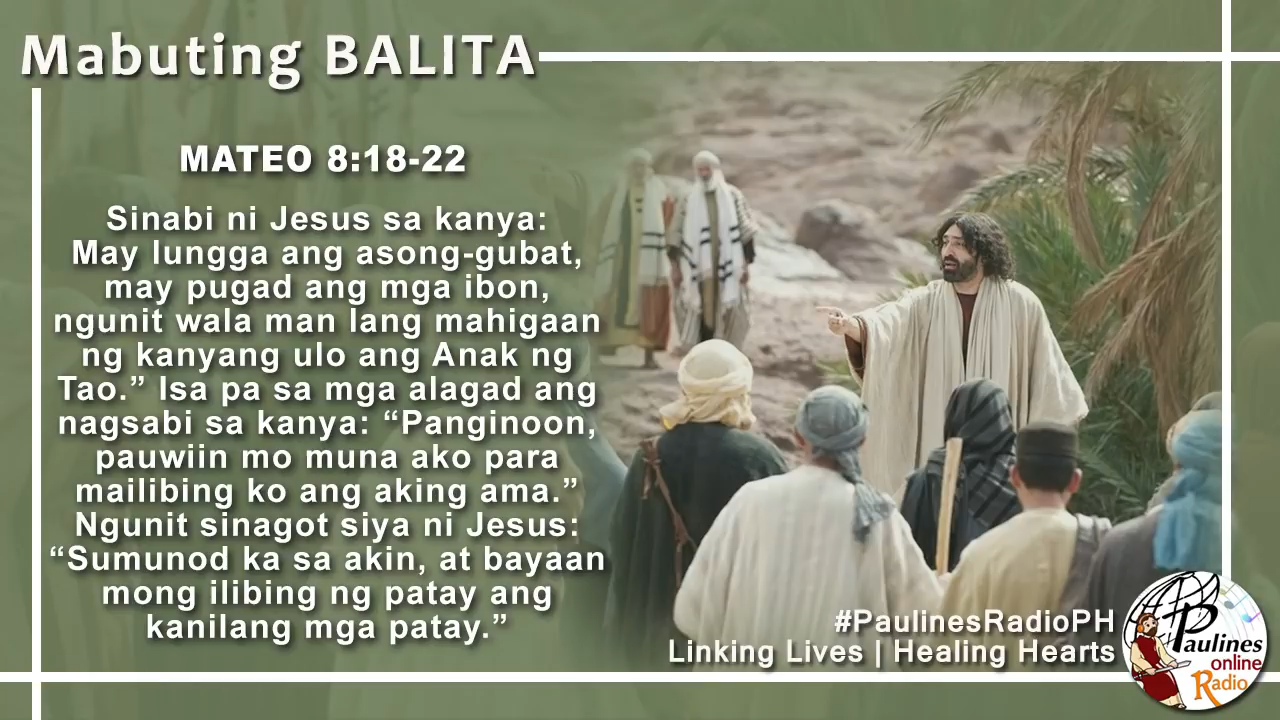 Mabuting BALITA
MATEO 8:18-22
Sinabi ni Jesus sa kanya:
May lungga ang asong-gubat,
may pugad ang mga ibon,
ngunit wala man lang mahigaan
ng kanyang ulo ang Anak ng
Tao.” Isa pa sa mga alagad ang
nagsabi sa kanya: “Panginoon,
pauwiin mo muna ako para
mailibing ko ang aking ama.”
Ngunit sinagot siya ni Jesus:
“Sumunod ka sa akin, at bayaan
mong ilibing ng patay ang
kanilang mga patay.”
#PaulinesRadioPH
Linking Lives | Healing Hearts
Paulines
online
Radio